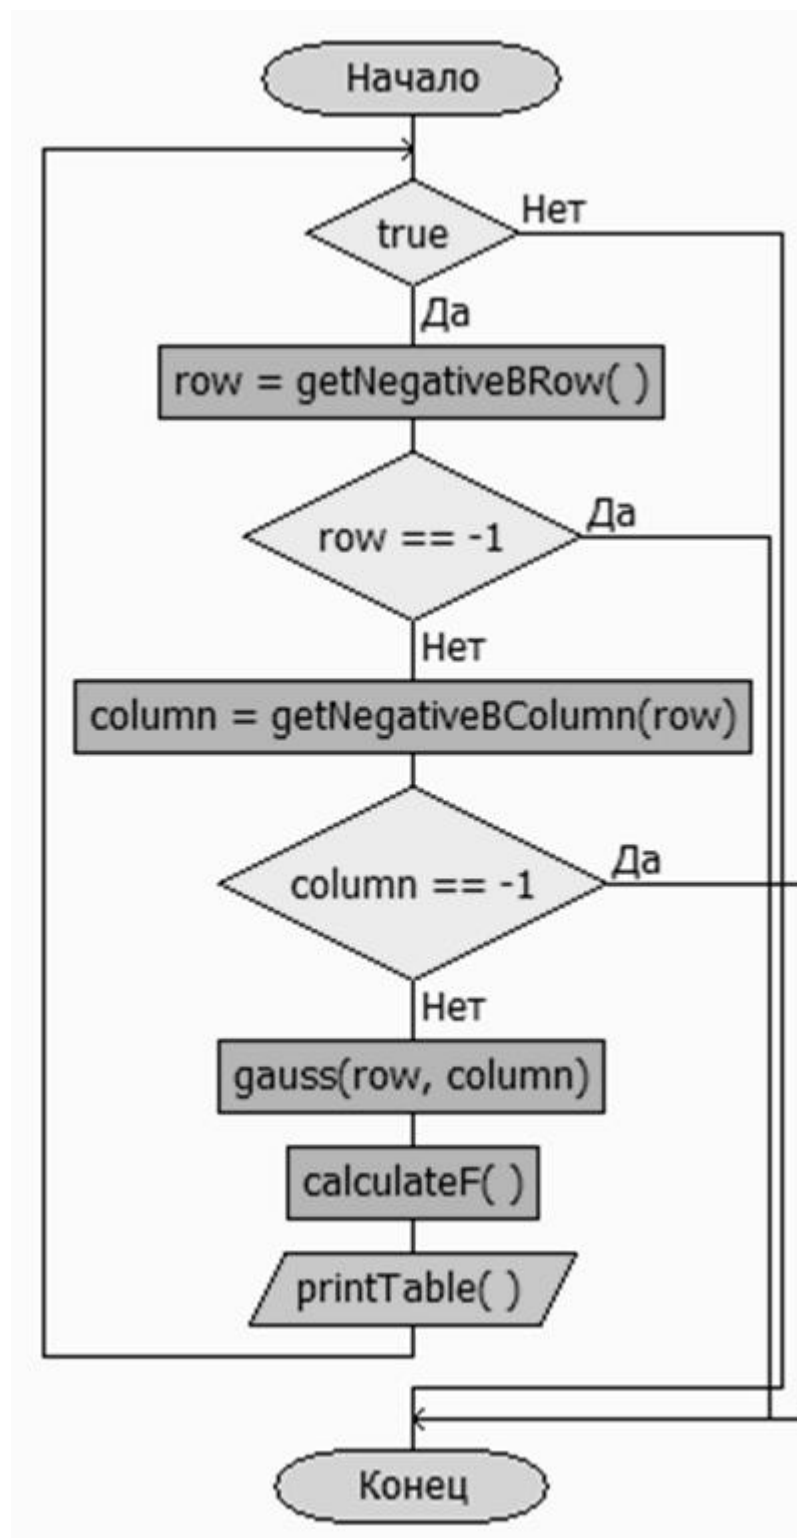 Начало
true
Нет
Да
row = getNegativeBRow( )
row == -1
Да
Нет
column = getNegativeBColumn(row)
column == -1
Да
Нет
gauss(row, column)
calculateF( )
printTable( )
Конец